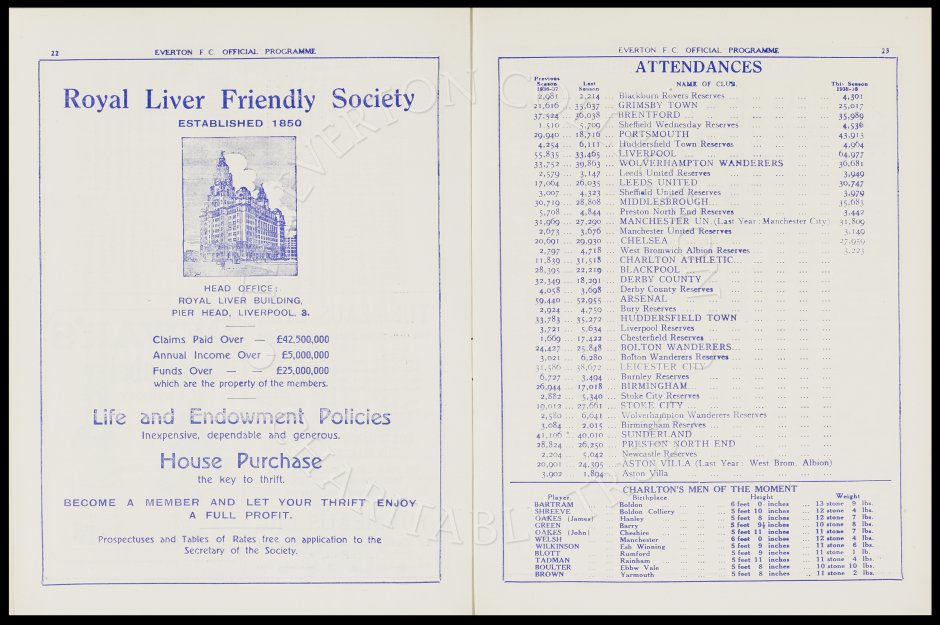 22 EVERTON F. C. OFFICIAL PROGRAMME
Royal Liver Friendly Society
ESTABLISHED 1850
HEAD OFFICE:
ROYAL LIVER BUILDING,
PIER HEAD, LIVERPOOL, 3.
Claims Paid Over — £42,500,000
Annual Income Over £5,000,000
Funds Over — £25,000,000
which are the property of the members.
Life and Endowment Policies
Inexpensive, dependable and generous.
House Purchase
the key to thrift.
BECOME A MEMBER AND LET YOUR THRIFT ENJOY
A FULL PROFIT.
Prospectuses and Tables of Rates free on application to the
Secretary of the Society.
EVERTON F. C. OFFICIAL PROGRAMME 23
ATTENDANCES
Previous Season 1936-37 Last Season NAME OF CLUB. This Season 1938-39
2,981 ... 2,214 ... Blackburn Rovers Reserves ... 4,301
21,616 ... 35,637 ... GRIMSBY TOWN ... 25,017
37,524 ... 36,038 ... BRENTFORD ... 35,989
1,510 ... 5,709 ... Sheffield Wednesday Reserves ... 4,536
29,940 ... 18,716 ... PORTSMOUTH ... 43,913
4,254 ... 6,111 ... Huddersfield Town Reserves ... 4,964
55,835 ... 33,465 ... LIVERPOOL ... 64,977
33,752 ... 39,863 ... WOLVERHAMPTON WANDERERS 36,681
2,579 ... 3,147 ... Leeds United Reserves ... 3,949
17,064 ... 26,035 ... LEEDS UNITED ... 30,747
3,007 ... 4,323 ... Sheffield United Reserves ... 3,979
30,719 ... 28,808 ... MIDDLESBROUGH ... 35,683
5,708 ... 4,844 ... Preston North End Reserves ... 3,442
31,969 ... 27,290 ... MANCHESTER UN. (Last Year: Manchester City) 31,809
2,673 ... 3,676 ... Manchester United Reserves ... 3,149
20,691 ... 29,930 ... CHELSEA ... 27,959
2,797 ... 4,718 ... West Bromwich Albion Reserves ... 3,223
11,839 ... 31,518 ... CHARLTON ATHLETIC
28,395 ... 22,219 ... BLACKPOOL
32,349 ... 18,291 ... DERBY COUNTY
4,058 ... 3,698 ... Derby County Reserves
59,440 ... 52,955 ... ARSENAL
2,924 ... 4,759 ... Bury Reserves
33,783 ... 35,272 ... HUDDERSFIELD TOWN
3,721 ... 5,634 ... Liverpool Reserves
1,669 ... 17,422 ... Chesterfield Reserves
24,427 ... 25,848 ... BOLTON WANDERERS
3,021 ... 6,280 ... Bolton Wanderers Reserves
31,586 ... 38,672 ... LEICESTER CITY
6,727 ... 3,494 ... Burnley Reserves
26,944 ... 17,018 ... BIRMINGHAM
2,882 ... 5,340 ... Stoke City Reserves
19,012 ... 27,661 ... STOKE CITY
2,580 ... 6,641 ... Wolverhampton Wanderers Reserves
3,084 ... 2,015 ... Birmingham Reserves
41,106 ... 40,010 ... SUNDERLAND
28,824 ... 26,250 ... PRESTON NORTH END
2,204 ... 5,042 ... Newcastle Reserves
20,901 ... 24,395 ... ASTON VILLA (Last Year: West Brom. Albion)
3,902 ... 1,894 ... Aston Villa
CHARLTON'S MEN OF THE MOMENT
Player Birthplace. Height Weight
BARTRAM Boldon ... 6 feet 0 inches ... 13 stone 9 lbs.
SHREEVE Boldon Colliery ... 5 feet 10 inches ... 12 stone 4 lbs.
OAKES (James) Hanley ... 5 feet 8 inches ... 12 stone 7 lbs.
GREEN Barry ... 5 feet 9½ inches ... 10 stone 8 lbs.
OAKES (John) Cheshire ... 5 feet 11 inches ... 11 stone 7 lbs.
WELSH Manchester ... 6 feet 0 inches ... 12 stone 4 lb.
WILKINSON Esh Winning ... 5 feet 9 inches ... 11 stone 6 lbs.
BLOTT Rumford ... 5 feet 9 inches ... 11 stone 1 lb.
TADMAN Rainham ... 5 feet 11 inches ... 11 stone 4 lbs.
BOULTER Ebbw Vale ... 5 feet 8 inches ... 10 stone 10 lbs.
BROWN Yarmouth ... 5 feet 8 inches ... 11 stone 2 lbs.